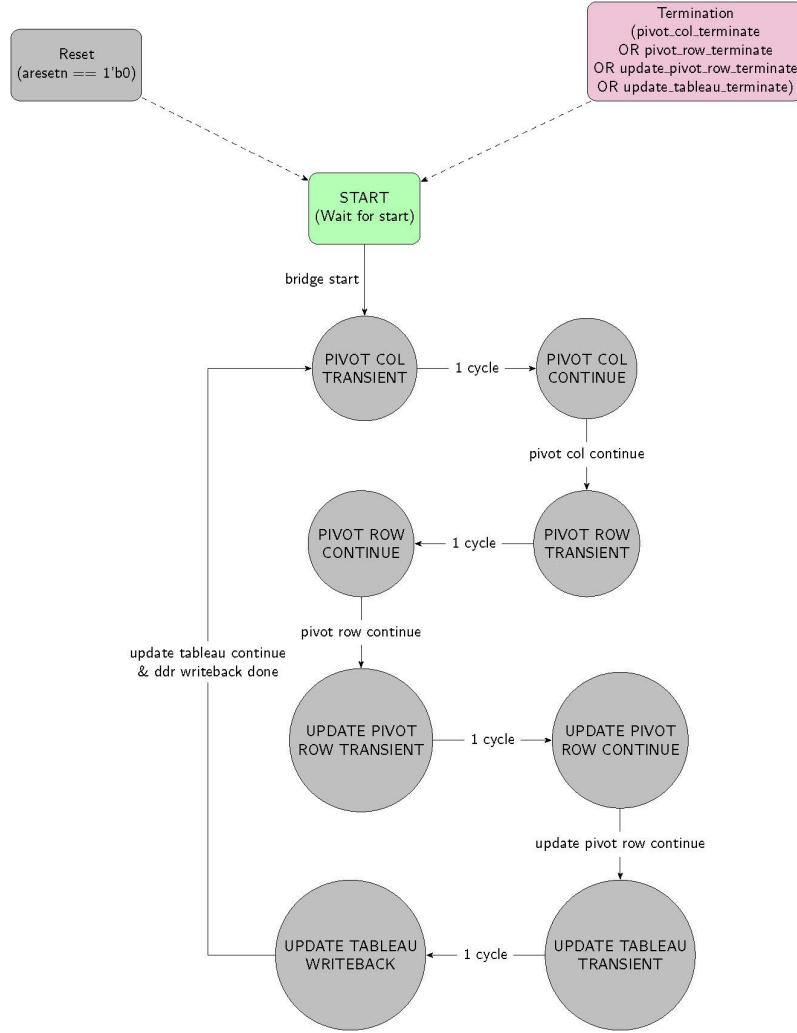 Reset
(aresetn == 1'b0)
Termination
(pivot_col_terminate
OR pivot_row_terminate
OR update_pivot_row_terminate
OR update_tableau_terminate)
START
(Wait for start)
bridge start
PIVOT COL
TRANSIENT
1 cycle
PIVOT COL
CONTINUE
pivot col continue
PIVOT ROW
CONTINUE
1 cycle
PIVOT ROW
TRANSIENT
pivot row continue
update tableau continue
& ddr writeback done
UPDATE PIVOT
ROW TRANSIENT
1 cycle
UPDATE PIVOT
ROW CONTINUE
update pivot row continue
UPDATE TABLEAU
WRITEBACK
1 cycle
UPDATE TABLEAU
TRANSIENT